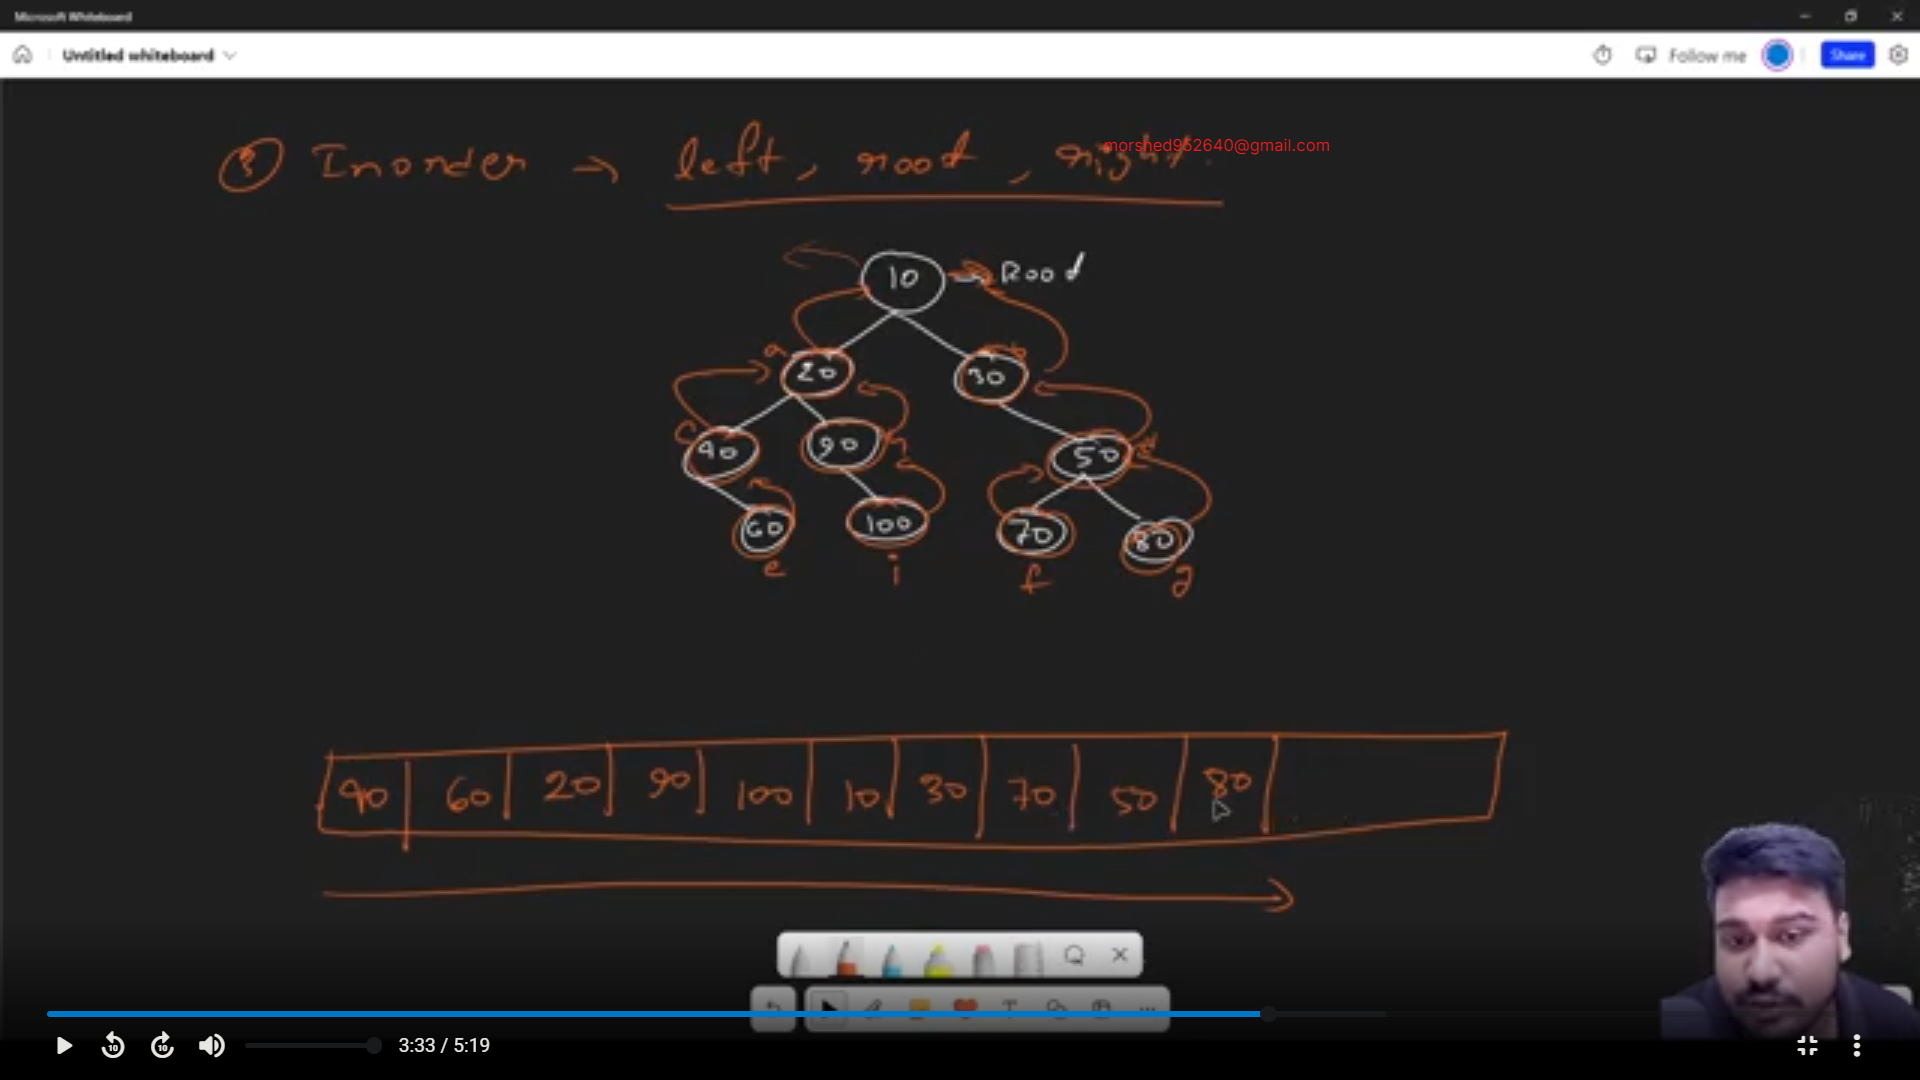 Microsoft Whiteboard
Untitled whiteboard
Follow me
Share
③ Inorder → left, root, right.
morshed952640@gmail.com
10 → Root
a b
20 30
c h d
40 90 50
60 100 70 80
e i f g
40 60 20 90 100 10 30 70 50 80
10 10 3:33 / 5:19